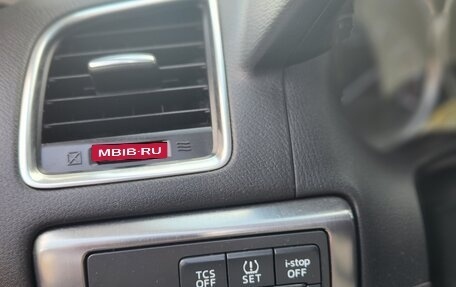 MBIB·RU
TCS OFF
SET
i-stop OFF